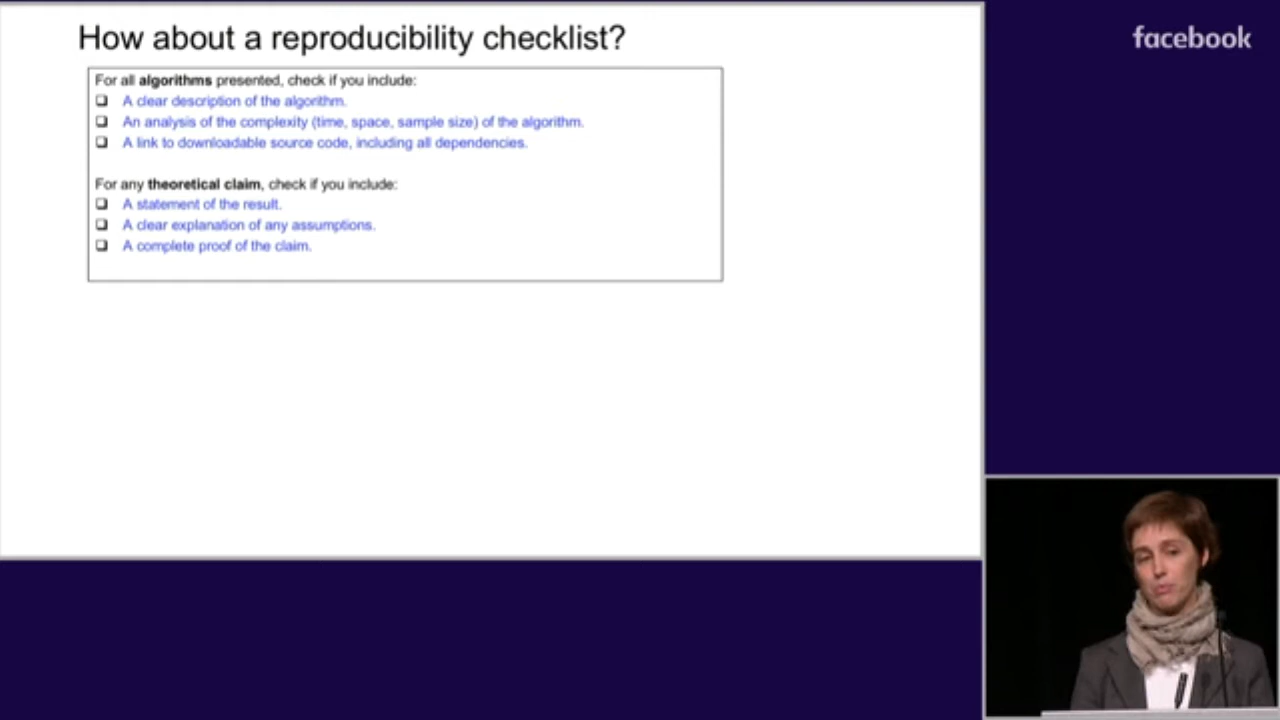 How about a reproducibility checklist?
facebook
For all algorithms presented, check if you include:
❑ A clear description of the algorithm.
❑ An analysis of the complexity (time, space, sample size) of the algorithm.
❑ A link to downloadable source code, including all dependencies.
For any theoretical claim, check if you include:
❑ A statement of the result.
❑ A clear explanation of any assumptions.
❑ A complete proof of the claim.